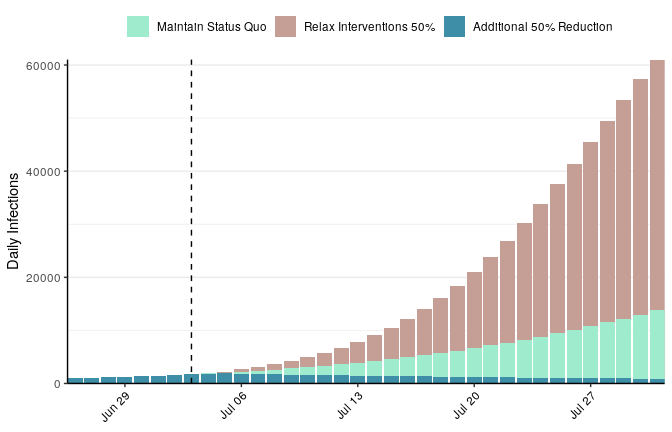 Maintain Status Quo Relax Interventions 50% Additional 50% Reduction
60000
40000
20000
0
Daily Infections
Jun 29 Jul 06 Jul 13 Jul 20 Jul 27